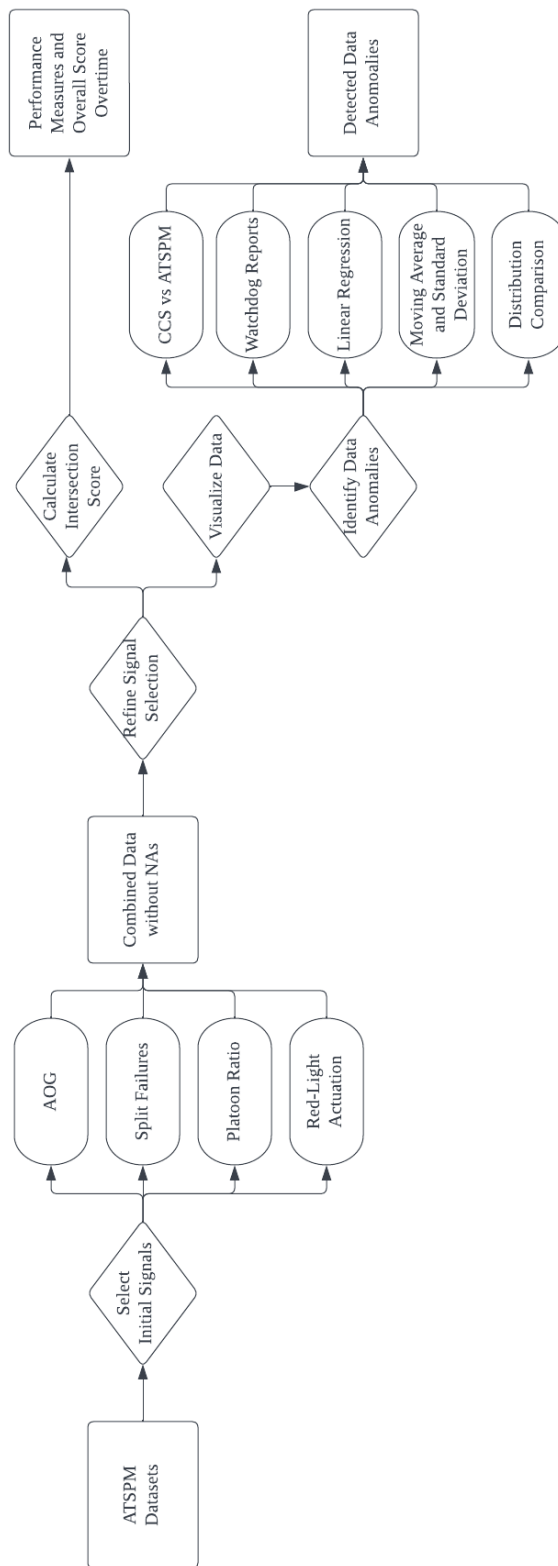 ATSPM
Datasets
Select
Initial Signals
AOG
Split Failures
Platoon Ratio
Red-Light
Actuation
Combined Data
without NAs
Refine Signal
Selection
Calculate
Intersection
Score
Visualize Data
Identify Data
Anomalies
Performance
Measures and
Overall Score
Overtime
CCS vs ATSPM
Watchdog Reports
Linear Regression
Moving Average
and Standard
Deviation
Distribution
Comparison
Detected Data
Anomoalies